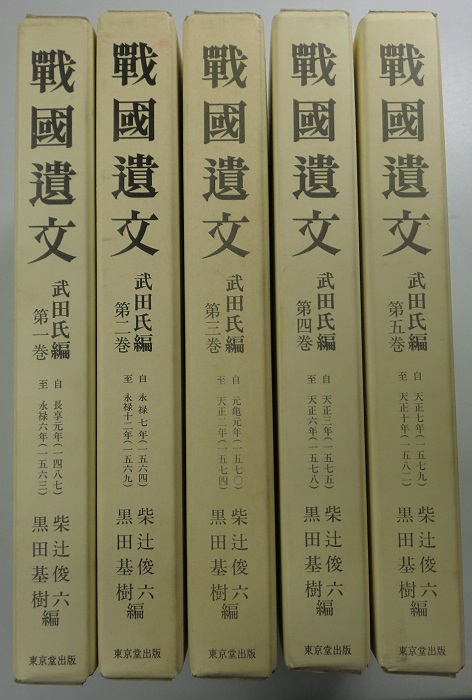 戰國遺文
武田氏編
第一巻
自 長享元年(一四八七)
至 永禄六年(一五六三)
柴辻俊六
黒田基樹編
東京堂出版
戰國遺文
武田氏編
第二巻
自 永禄七年(一五六四)
至 永禄十二年(一五六九)
柴辻俊六
黒田基樹編
東京堂出版
戰國遺文
武田氏編
第三巻
自 元亀元年(一五七〇)
至 天正二年(一五七四)
柴辻俊六
黒田基樹編
東京堂出版
戰國遺文
武田氏編
第四巻
自 天正三年(一五七五)
至 天正六年(一五七八)
柴辻俊六
黒田基樹編
東京堂出版
戰國遺文
武田氏編
第五巻
自 天正七年(一五七九)
至 天正十年(一五八二)
柴辻俊六
黒田基樹編
東京堂出版